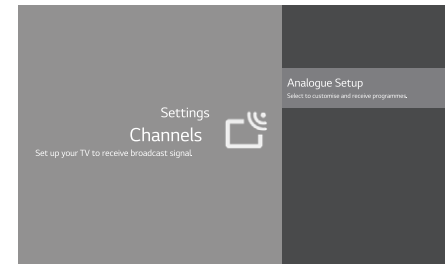 Settings
Channels
Set up your TV to receive broadcast signal.
Analogue Setup
Select to customise and receive programmes.